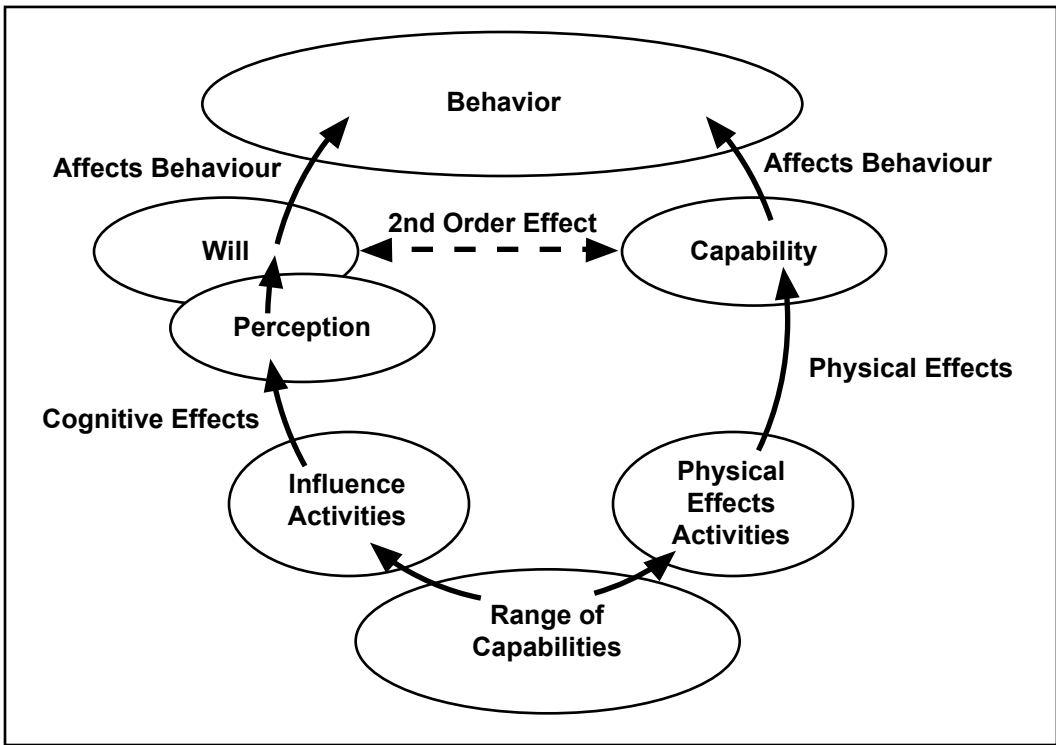 Behavior
Affects Behaviour
Affects Behaviour
2nd Order Effect
Will
Capability
Perception
Physical Effects
Cognitive Effects
Influence
Activities
Physical
Effects
Activities
Range of
Capabilities